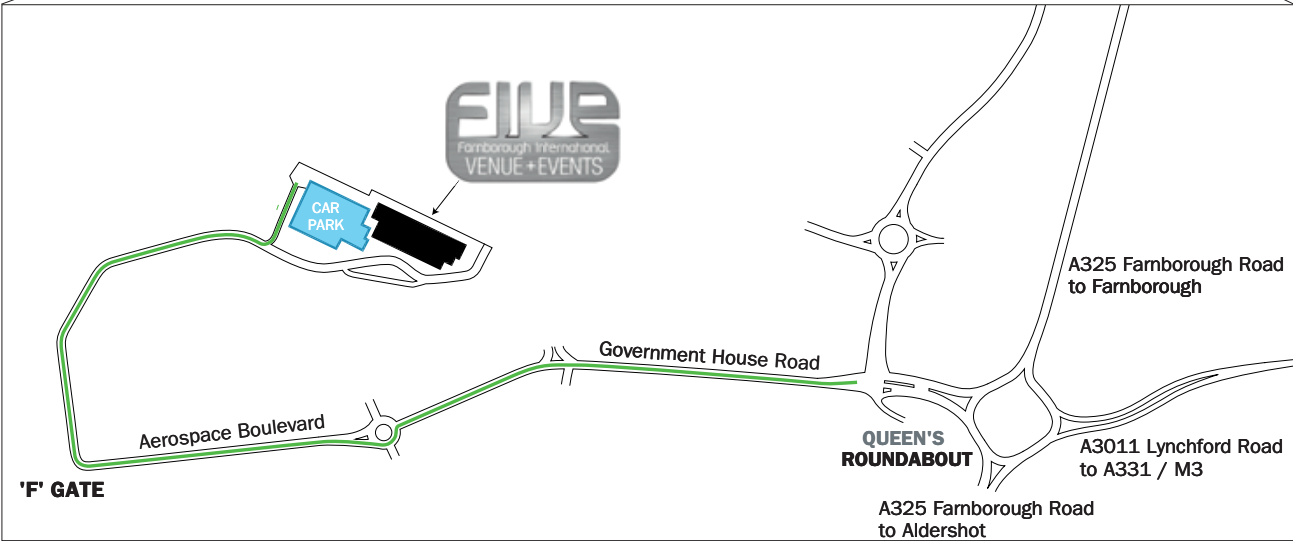 FIVE
Farnborough International
VENUE + EVENTS
CAR
PARK
A325 Farnborough Road
to Farnborough
Government House Road
Aerospace Boulevard
QUEEN'S
ROUNDABOUT
A3011 Lynchford Road
to A331 / M3
'F' GATE
A325 Farnborough Road
to Aldershot